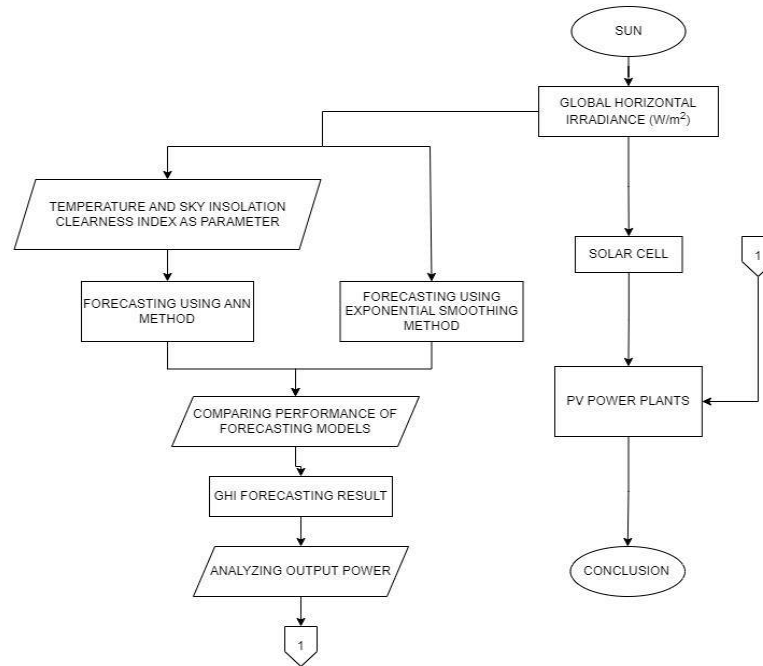 SUN
GLOBAL HORIZONTAL
IRRADIANCE (W/m²)
TEMPERATURE AND SKY INSOLATION
CLEARNESS INDEX AS PARAMETER
SOLAR CELL
1
FORECASTING USING ANN
METHOD
FORECASTING USING
EXPONENTIAL SMOOTHING
METHOD
PV POWER PLANTS
COMPARING PERFORMANCE OF
FORECASTING MODELS
GHI FORECASTING RESULT
ANALYZING OUTPUT POWER
CONCLUSION
1